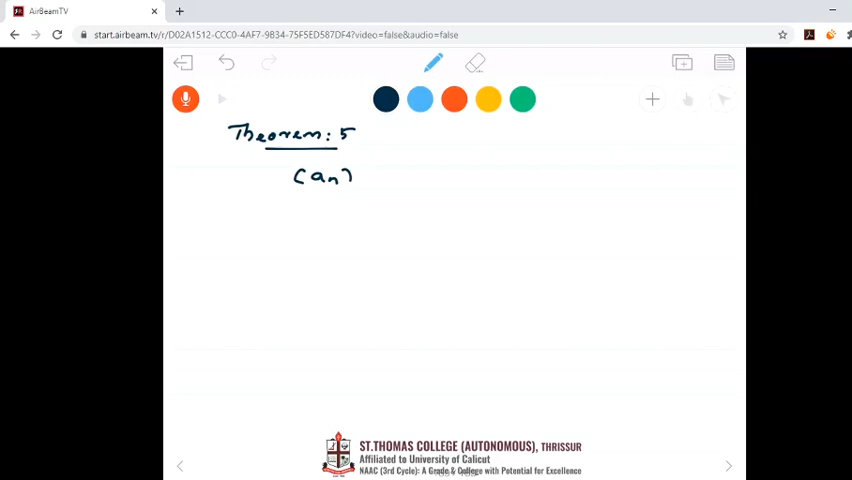 AirBeamTV
start.airbeam.tv/r/D02A1512-CCC0-4AF7-9834-75F5ED587DF4?video=false&audio=false
Theorem: 5
(an)
ST.THOMAS COLLEGE (AUTONOMOUS), THRISSUR
Affiliated to University of Calicut
NAAC (3rd Cycle): A Grade & College with Potential for Excellence